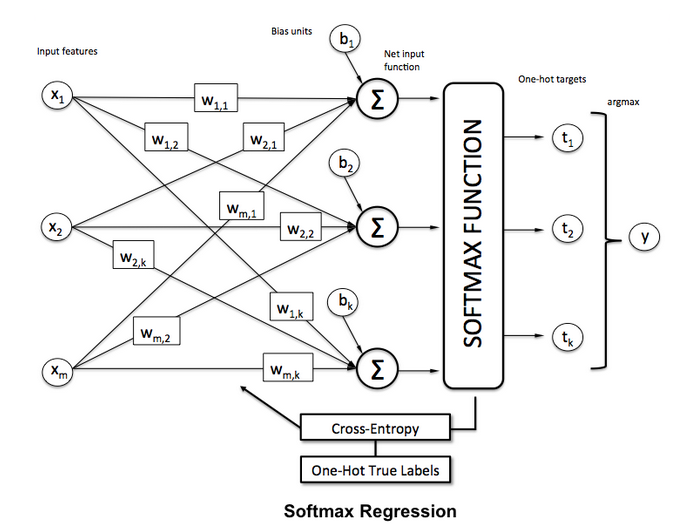 Bias units
b1
Input features
Net input
function
One-hot targets
argmax
x1
w1,1
Σ
w1,2
w2,1
t1
b2
wm,1
x2
w2,2
Σ
SOFTMAX FUNCTION
t2
y
w2,k
w1,k
bk
wm,2
tk
xm
wm,k
Σ
Cross-Entropy
One-Hot True Labels
Softmax Regression